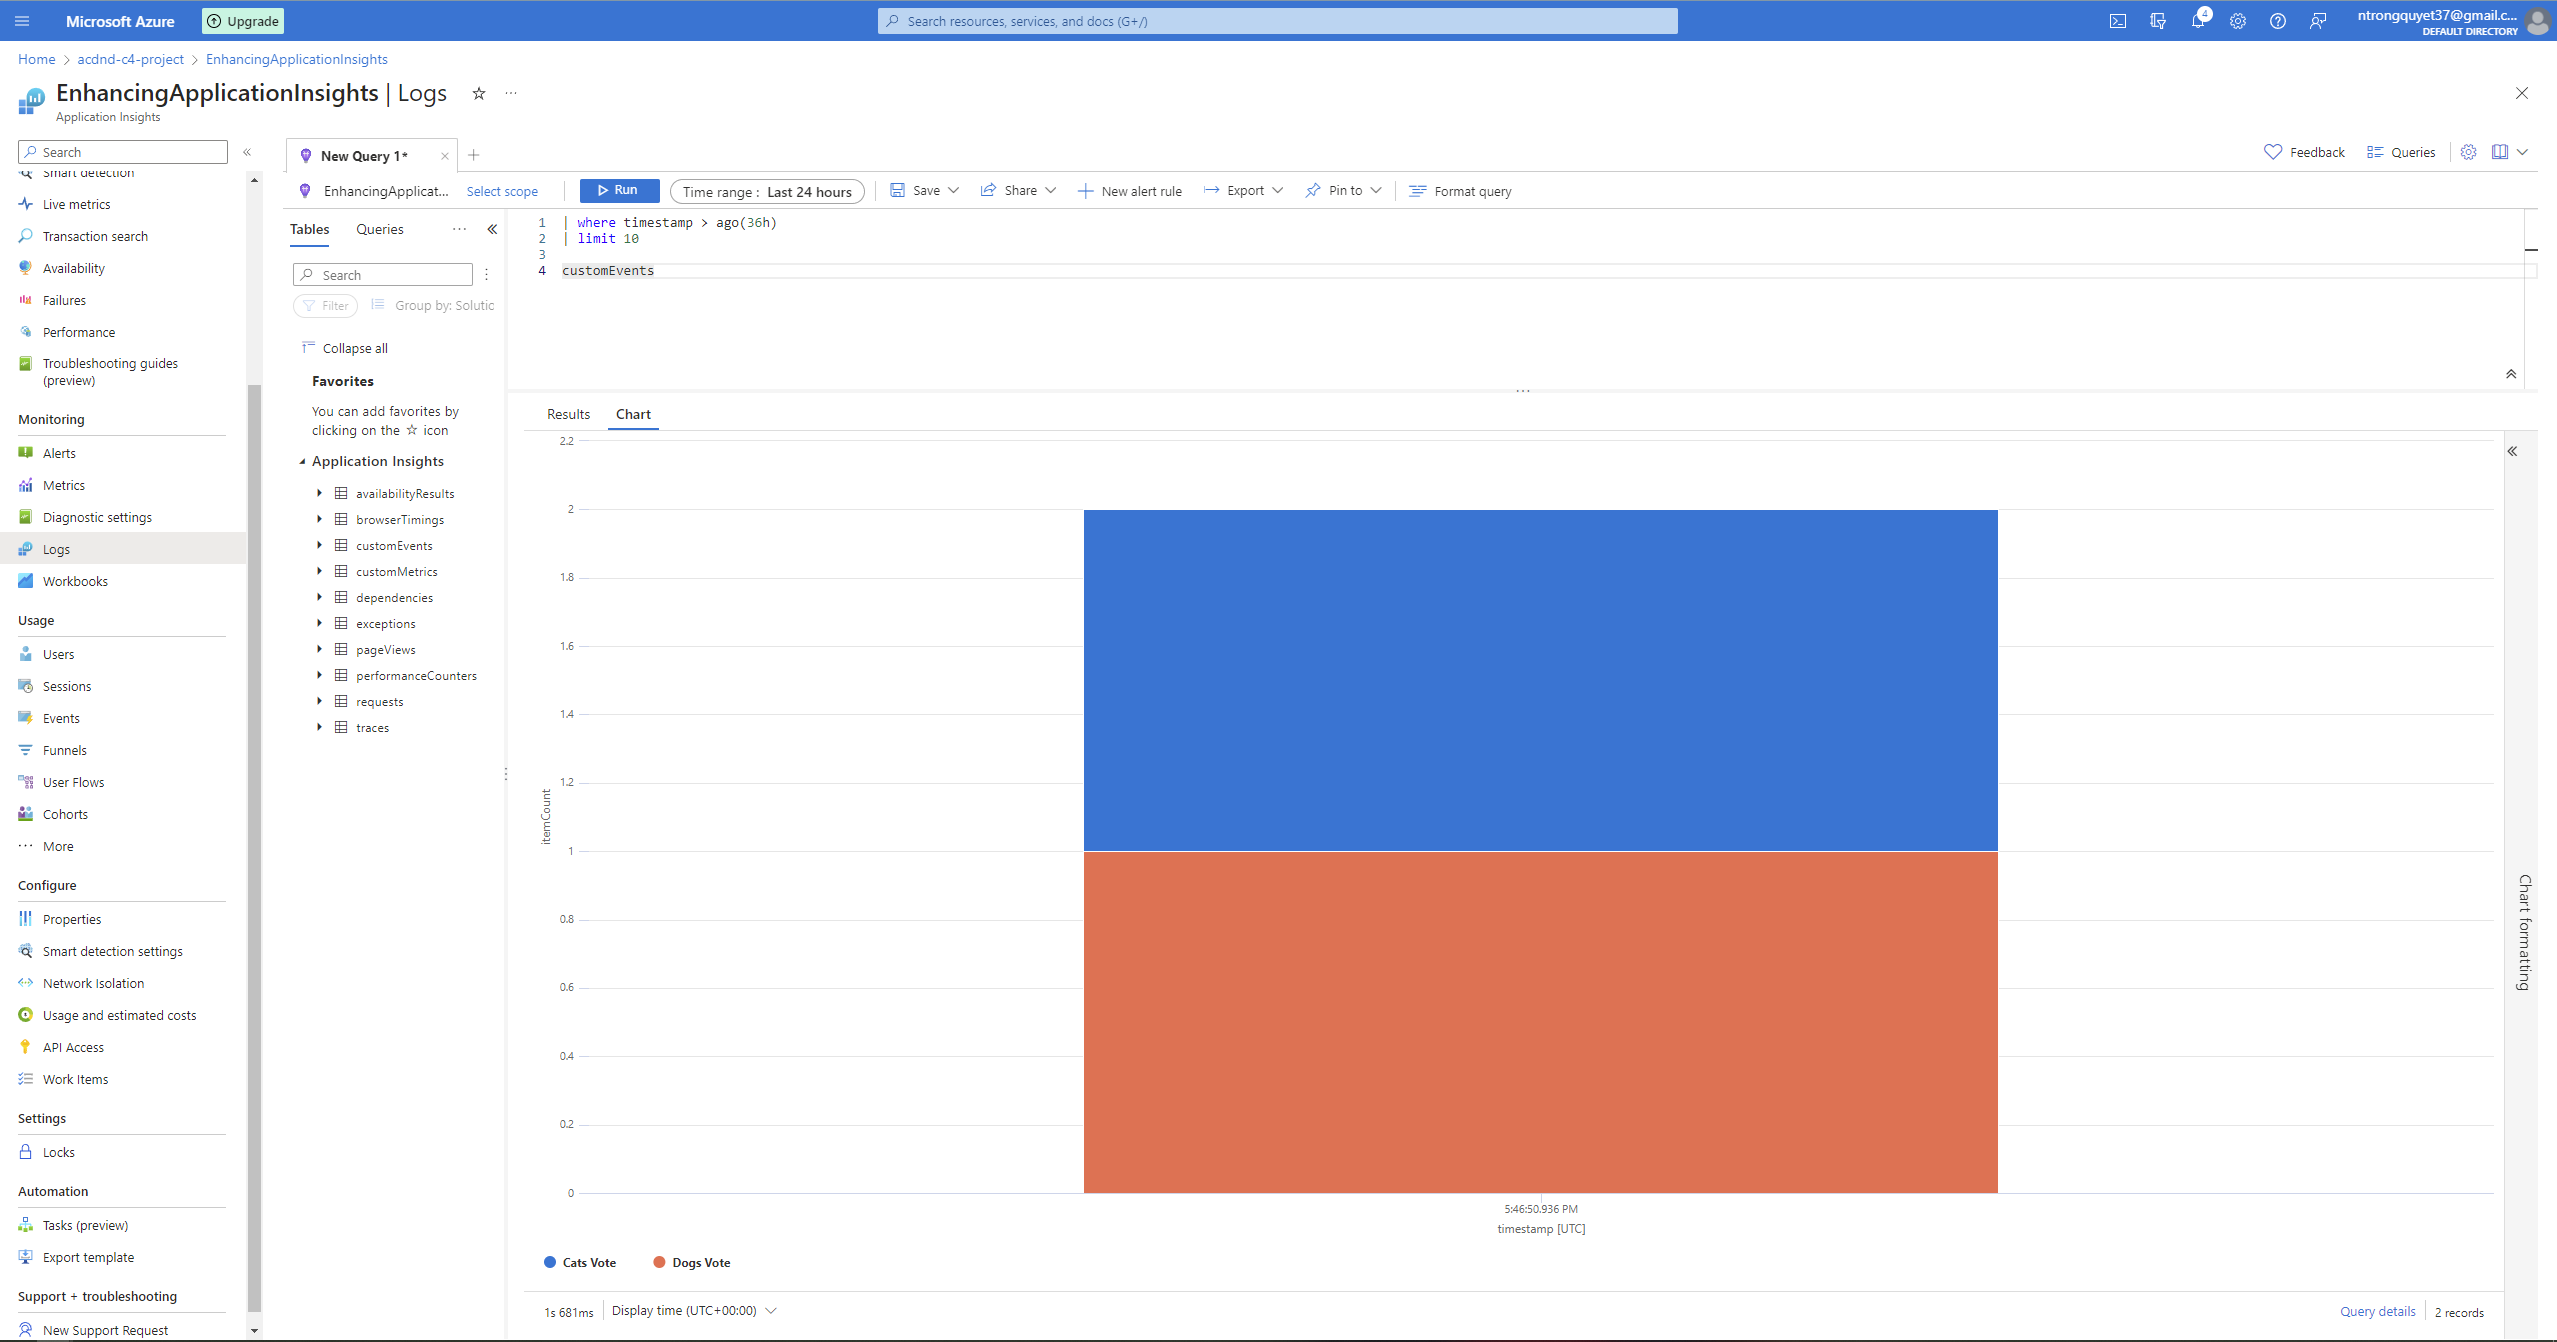 Microsoft Azure
Upgrade
Search resources, services, and docs (G+/)
4
ntrongquyet37@gmail.c...
DEFAULT DIRECTORY
Home > acdnd-c4-project > EnhancingApplicationInsights
EnhancingApplicationInsights | Logs
Application Insights
Search
Smart detection
Live metrics
Transaction search
Availability
Failures
Performance
Troubleshooting guides
(preview)
Monitoring
Alerts
Metrics
Diagnostic settings
Logs
Workbooks
Usage
Users
Sessions
Events
Funnels
User Flows
Cohorts
More
Configure
Properties
Smart detection settings
Network Isolation
Usage and estimated costs
API Access
Work Items
Settings
Locks
Automation
Tasks (preview)
Export template
Support + troubleshooting
New Support Request
New Query 1*
Feedback
Queries
EnhancingApplicat...
Select scope
Run
Time range : Last 24 hours
Save
Share
New alert rule
Export
Pin to
Format query
Tables
Queries
Search
Filter
Group by: Solutic
Collapse all
Favorites
You can add favorites by
clicking on the ☆ icon
Application Insights
availabilityResults
browserTimings
customEvents
customMetrics
dependencies
exceptions
pageViews
performanceCounters
requests
traces
1 | where timestamp > ago(36h)
2 | limit 10
3
4 customEvents
Results
Chart
2.2
2
1.8
1.6
1.4
1.2
1
0.8
0.6
0.4
0.2
0
itemCount
5:46:50.936 PM
timestamp [UTC]
Cats Vote
Dogs Vote
Chart formatting
1s 681ms
Display time (UTC+00:00)
Query details
2 records